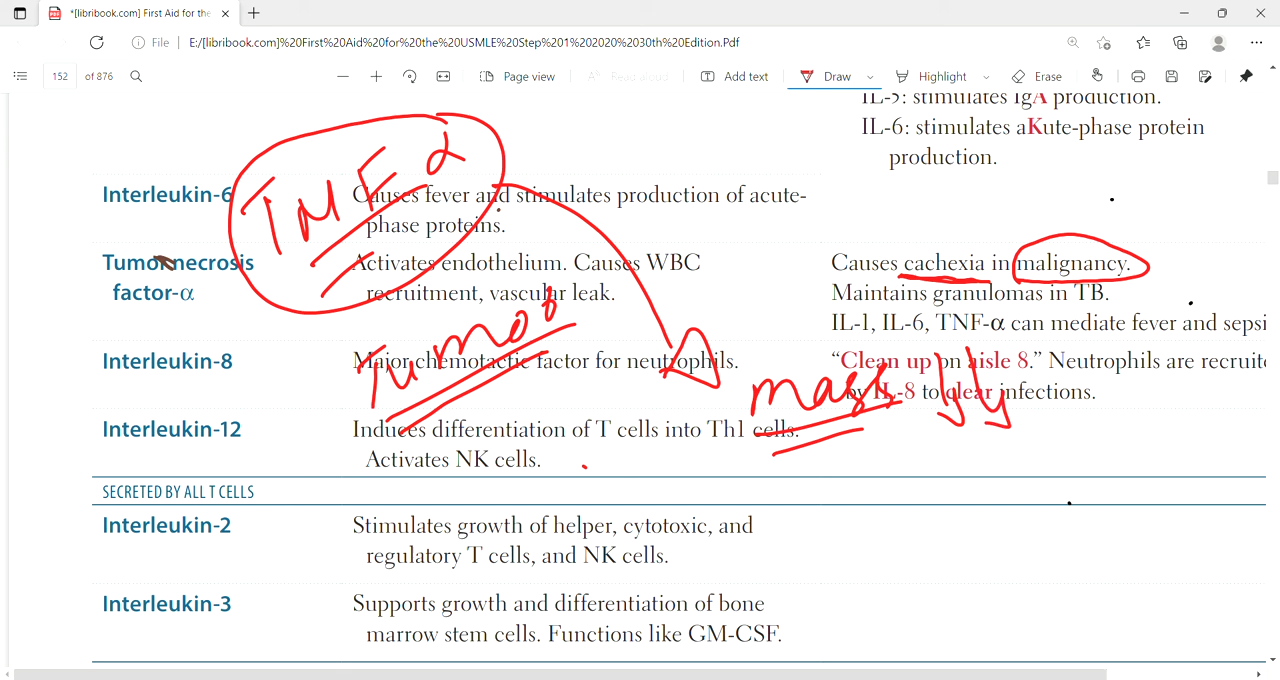 *[libribook.com] First Aid for the
File
E:/[libribook.com]%20First%20Aid%20for%20the%20USMLE%20Step%201%202020%2030th%20Edition.Pdf
152 of 876
Page view
Read aloud
Add text
Draw
Highlight
Erase
IL-5: stimulates IgA production.
IL-6: stimulates aKute-phase protein
production.
TNF α
Interleukin-6 Causes fever and stimulates production of acute-
phase proteins.
Tumor necrosis Activates endothelium. Causes WBC Causes cachexia in malignancy.
factor-α recruitment, vascular leak. Maintains granulomas in TB.
IL-1, IL-6, TNF-α can mediate fever and sepsi
Tumor
Interleukin-8 Major chemotactic factor for neutrophils. “Clean up on aisle 8.” Neutrophils are recruite
by IL-8 to clear infections.
mass
Interleukin-12 Induces differentiation of T cells into Th1 cells.
Activates NK cells.
SECRETED BY ALL T CELLS
Interleukin-2 Stimulates growth of helper, cytotoxic, and
regulatory T cells, and NK cells.
Interleukin-3 Supports growth and differentiation of bone
marrow stem cells. Functions like GM-CSF.